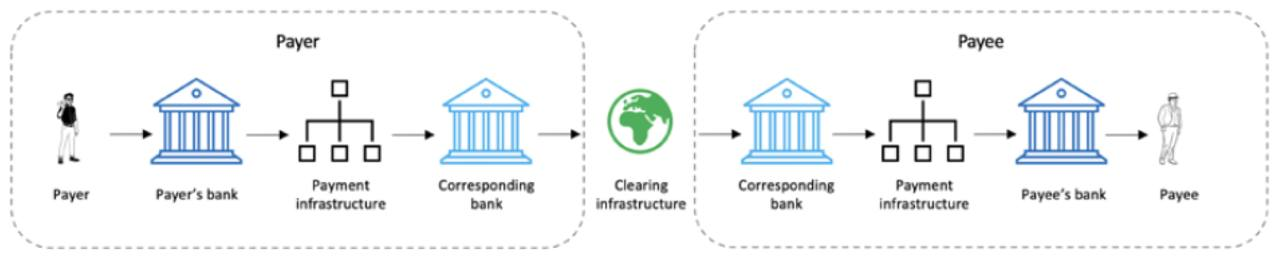 Payer
Payee
Payer
Payer's bank
Payment
infrastructure
Corresponding
bank
Clearing
infrastructure
Corresponding
bank
Payment
infrastructure
Payee's bank
Payee